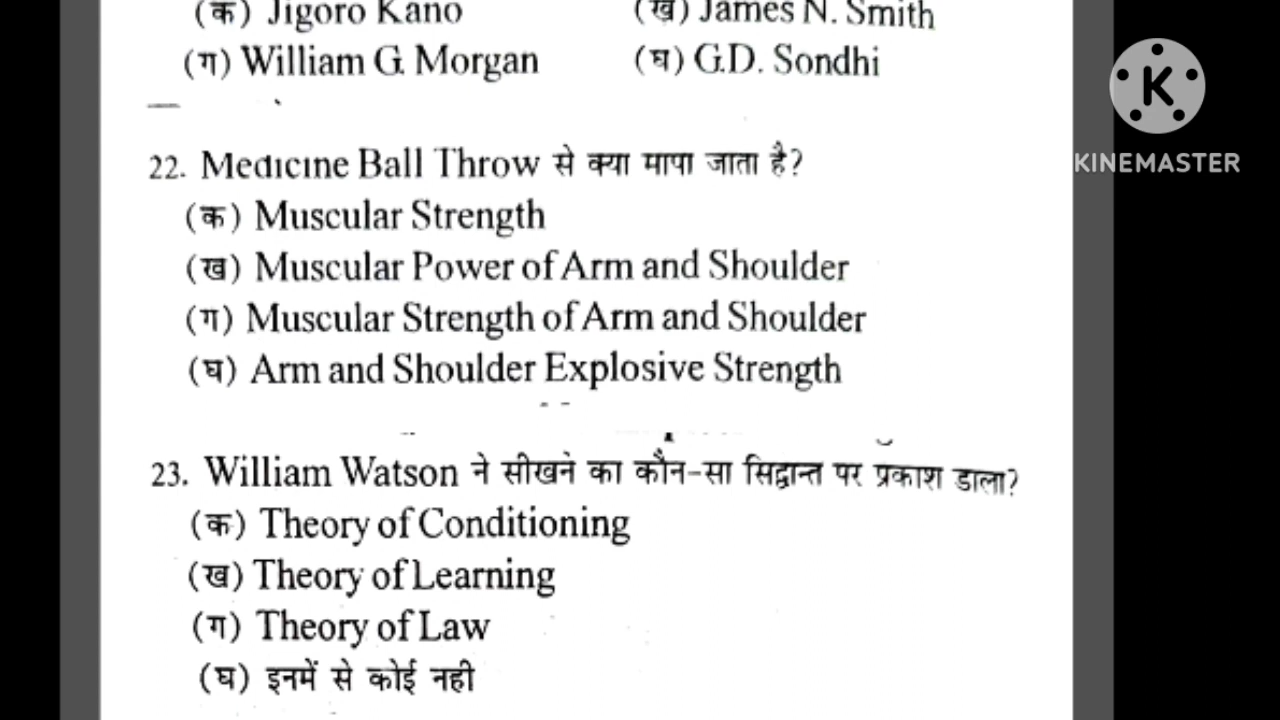 (क) Jigoro Kano (ख) James N. Smith
(ग) William G. Morgan (घ) G.D. Sondhi
22. Medicine Ball Throw से क्या मापा जाता है?
(क) Muscular Strength
(ख) Muscular Power of Arm and Shoulder
(ग) Muscular Strength of Arm and Shoulder
(घ) Arm and Shoulder Explosive Strength
23. William Watson ने सीखने का कौन-सा सिद्वान्त पर प्रकाश डाला?
(क) Theory of Conditioning
(ख) Theory of Learning
(ग) Theory of Law
(घ) इनमें से कोई नही
K
KINEMASTER